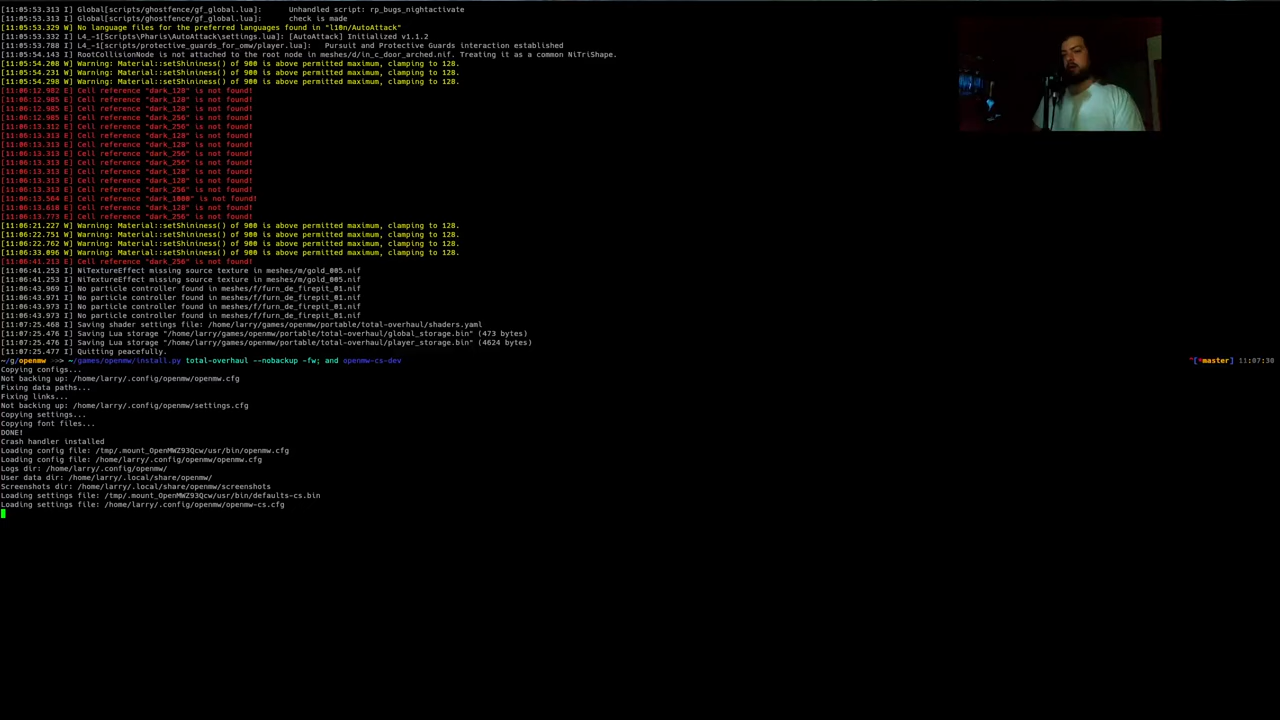 [11:05:53.313 I] Global[scripts/ghostfence/gf_global.lua]:	Unhandled script: rp_bugs_nightactivate
[11:05:53.313 I] Global[scripts/ghostfence/gf_global.lua]:	check is made
[11:05:53.329 W] No language files for the preferred languages found in "l10n/AutoAttack"
[11:05:53.332 I] L4_-1[Scripts\Pharis\AutoAttack\settings.lua]: [AutoAttack] Initialized v1.1.2
[11:05:53.788 I] L4_-1[Scripts/protective_guards_for_omw/player.lua]:	Pursuit and Protective Guards interaction established
[11:05:54.143 I] RootCollisionNode is not attached to the root node in meshes/d/in_c_door_arched.nif. Treating it as a common NiTriShape.
[11:05:54.208 W] Warning: Material::setShininess() of 900 is above permitted maximum, clamping to 128.
[11:05:54.231 W] Warning: Material::setShininess() of 900 is above permitted maximum, clamping to 128.
[11:05:54.298 W] Warning: Material::setShininess() of 900 is above permitted maximum, clamping to 128.
[11:06:12.982 E] Cell reference "dark_128" is not found!
[11:06:12.985 E] Cell reference "dark_128" is not found!
[11:06:12.985 E] Cell reference "dark_128" is not found!
[11:06:12.985 E] Cell reference "dark_256" is not found!
[11:06:13.312 E] Cell reference "dark_256" is not found!
[11:06:13.313 E] Cell reference "dark_128" is not found!
[11:06:13.313 E] Cell reference "dark_128" is not found!
[11:06:13.313 E] Cell reference "dark_256" is not found!
[11:06:13.313 E] Cell reference "dark_256" is not found!
[11:06:13.313 E] Cell reference "dark_128" is not found!
[11:06:13.313 E] Cell reference "dark_128" is not found!
[11:06:13.313 E] Cell reference "dark_256" is not found!
[11:06:13.564 E] Cell reference "dark_1000" is not found!
[11:06:13.618 E] Cell reference "dark_128" is not found!
[11:06:13.773 E] Cell reference "dark_256" is not found!
[11:06:21.227 W] Warning: Material::setShininess() of 900 is above permitted maximum, clamping to 128.
[11:06:22.751 W] Warning: Material::setShininess() of 900 is above permitted maximum, clamping to 128.
[11:06:22.762 W] Warning: Material::setShininess() of 900 is above permitted maximum, clamping to 128.
[11:06:33.096 W] Warning: Material::setShininess() of 900 is above permitted maximum, clamping to 128.
[11:06:41.213 E] Cell reference "dark_256" is not found!
[11:06:41.253 I] NiTextureEffect missing source texture in meshes/m/gold_005.nif
[11:06:41.253 I] NiTextureEffect missing source texture in meshes/m/gold_005.nif
[11:06:43.969 I] No particle controller found in meshes/f/furn_de_firepit_01.nif
[11:06:43.971 I] No particle controller found in meshes/f/furn_de_firepit_01.nif
[11:06:43.973 I] No particle controller found in meshes/f/furn_de_firepit_01.nif
[11:06:43.973 I] No particle controller found in meshes/f/furn_de_firepit_01.nif
[11:07:25.468 I] Saving shader settings file: /home/larry/games/openmw/portable/total-overhaul/shaders.yaml
[11:07:25.476 I] Saving Lua storage "/home/larry/games/openmw/portable/total-overhaul/global_storage.bin" (473 bytes)
[11:07:25.476 I] Saving Lua storage "/home/larry/games/openmw/portable/total-overhaul/player_storage.bin" (4624 bytes)
[11:07:25.477 I] Quitting peacefully.
~/g/openmw >>> ~/games/openmw/install.py total-overhaul --nobackup -fw; and openmw-cs-dev	"[*master] 11:07:30
Copying configs...
Not backing up: /home/larry/.config/openmw/openmw.cfg
Fixing data paths...
Fixing links...
Not backing up: /home/larry/.config/openmw/settings.cfg
Copying settings...
Copying font files...
DONE!
Crash handler installed
Loading config file: /tmp/.mount_OpenMWZ93Qcw/usr/bin/openmw.cfg
Loading config file: /home/larry/.config/openmw/openmw.cfg
Logs dir: /home/larry/.config/openmw/
User data dir: /home/larry/.local/share/openmw/
Screenshots dir: /home/larry/.local/share/openmw/screenshots
Loading settings file: /tmp/.mount_OpenMWZ93Qcw/usr/bin/defaults-cs.bin
Loading settings file: /home/larry/.config/openmw/openmw-cs.cfg